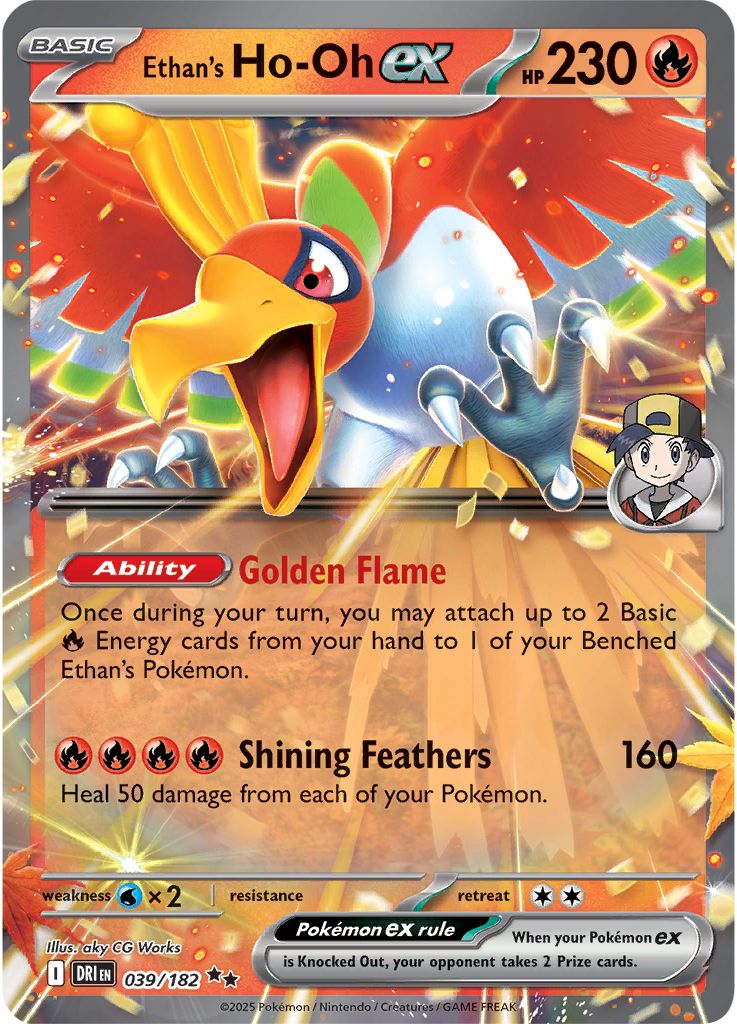 BASIC
Ethan's Ho-Oh ex HP 230
Ability Golden Flame
Once during your turn, you may attach up to 2 Basic
Energy cards from your hand to 1 of your Benched
Ethan's Pokémon.
Shining Feathers 160
Heal 50 damage from each of your Pokémon.
weakness ×2 resistance retreat
Pokémon ex rule When your Pokémon ex
is Knocked Out, your opponent takes 2 Prize cards.
Illus. aky CG Works
I DRI EN 039/182
©2025 Pokémon / Nintendo / Creatures / GAME FREAK